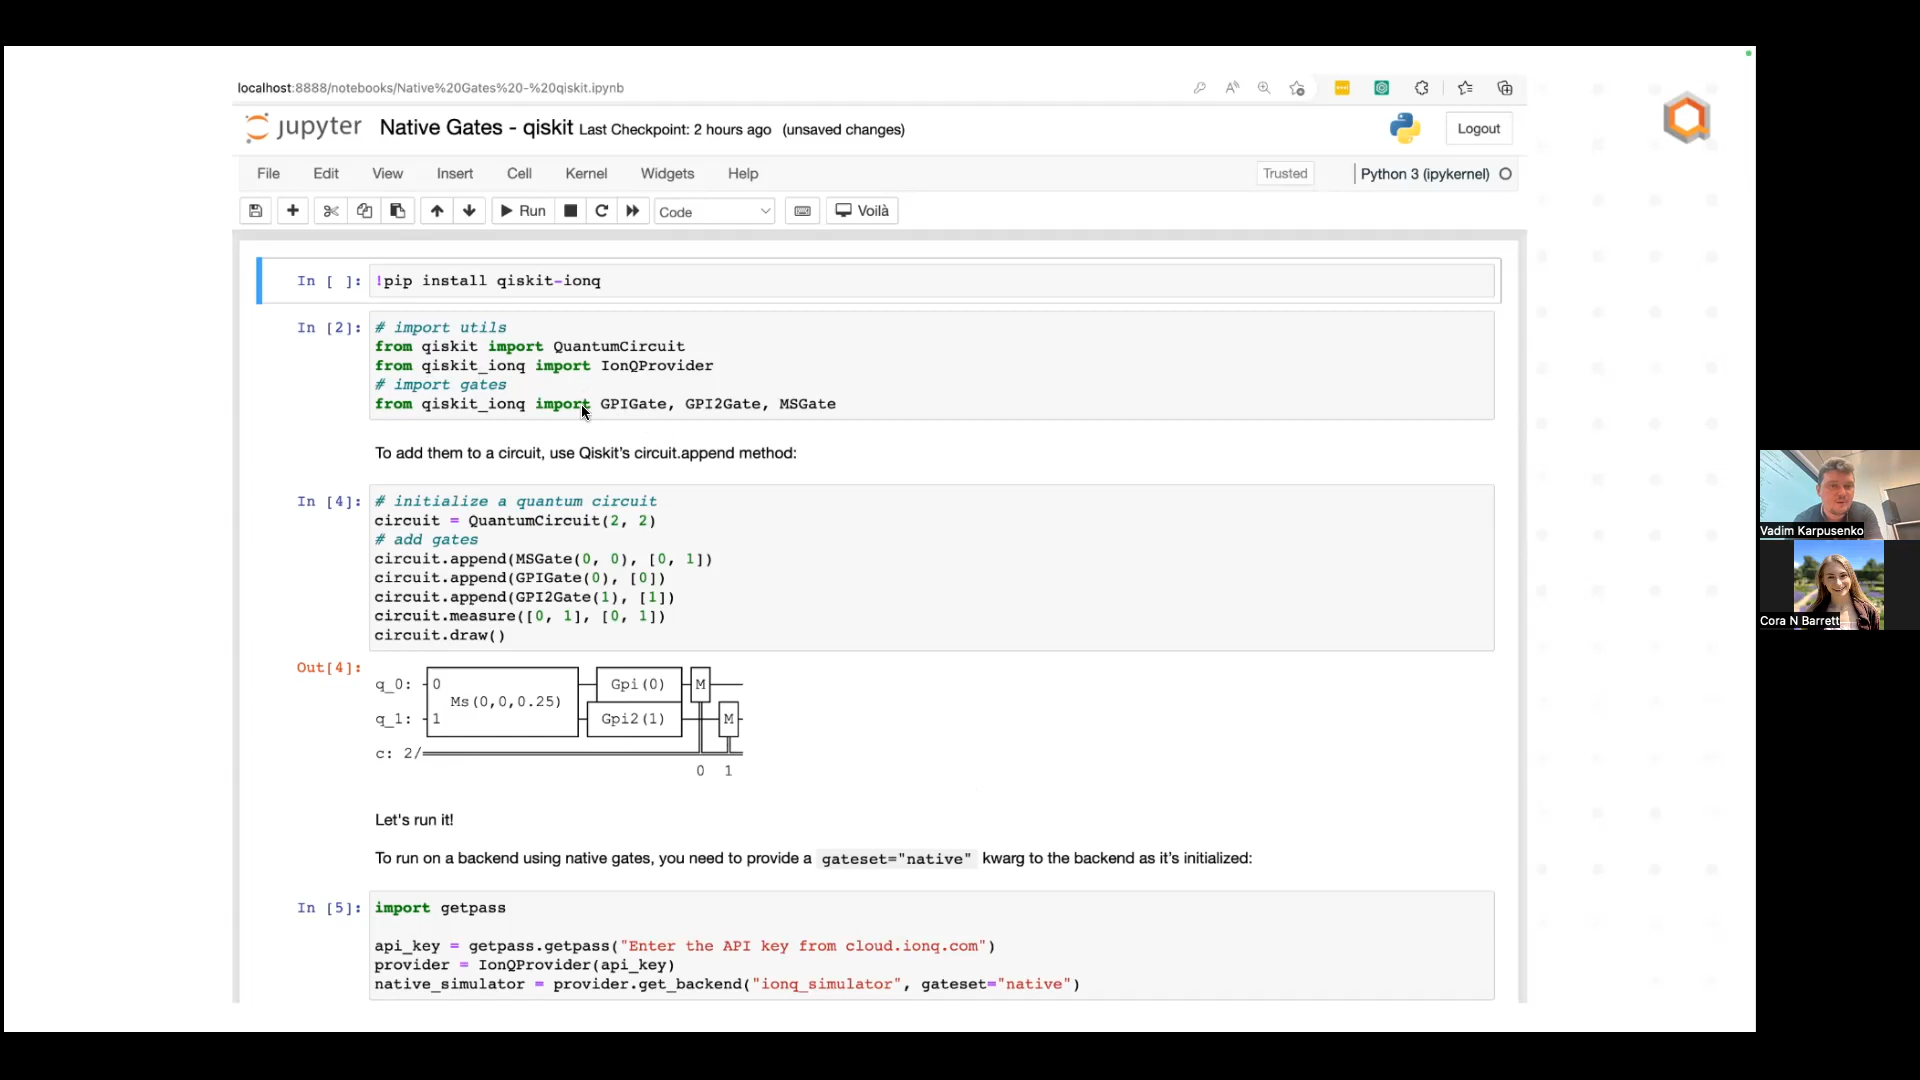 localhost:8888/notebooks/Native%20Gates%20-%20qiskit.ipynb
jupyter Native Gates - qiskit Last Checkpoint: 2 hours ago (unsaved changes)
Logout
File Edit View Insert Cell Kernel Widgets Help
Trusted
Python 3 (ipykernel)
Run
Code
Voilà
In [ ]: !pip install qiskit-ionq
In [2]: # import utils
from qiskit import QuantumCircuit
from qiskit_ionq import IonQProvider
# import gates
from qiskit_ionq import GPIGate, GPI2Gate, MSGate
To add them to a circuit, use Qiskit's circuit.append method:
In [4]: # initialize a quantum circuit
circuit = QuantumCircuit(2, 2)
# add gates
circuit.append(MSGate(0, 0), [0, 1])
circuit.append(GPIGate(0), [0])
circuit.append(GPI2Gate(1), [1])
circuit.measure([0, 1], [0, 1])
circuit.draw()
Out[4]:
q_0: 0 Gpi(0) M
Ms(0,0,0.25)
q_1: 1 Gpi2(1) M
c: 2/
0 1
Let's run it!
To run on a backend using native gates, you need to provide a gateset="native" kwarg to the backend as it's initialized:
In [5]: import getpass
api_key = getpass.getpass("Enter the API key from cloud.ionq.com")
provider = IonQProvider(api_key)
native_simulator = provider.get_backend("ionq_simulator", gateset="native")
Vadim Karpusenko
Cora N Barrett